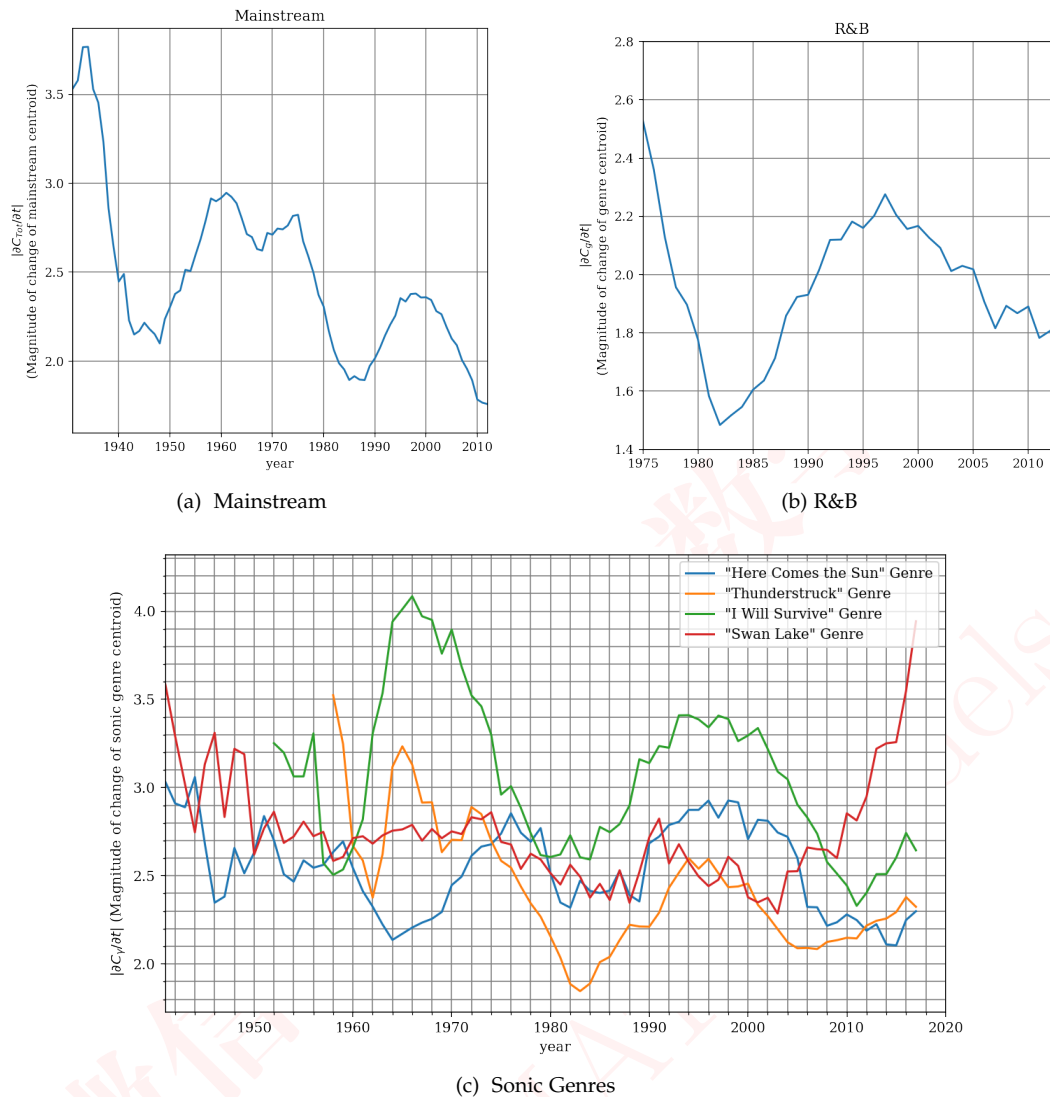 Mainstream
|∂C_Tot/∂t|
(Magnitude of change of mainstream centroid)
3.5
3.0
2.5
2.0
1940 1950 1960 1970 1980 1990 2000 2010
year
(a) Mainstream
R&B
|∂C_g/∂t|
(Magnitude of change of genre centroid)
2.8
2.6
2.4
2.2
2.0
1.8
1.6
1.4
1975 1980 1985 1990 1995 2000 2005 2010
(b) R&B
|∂C_γ/∂t| (Magnitude of change of sonic genre centroid)
4.0
3.5
3.0
2.5
2.0
"Here Comes the Sun" Genre
"Thunderstruck" Genre
"I Will Survive" Genre
"Swan Lake" Genre
1950 1960 1970 1980 1990 2000 2010 2020
year
(c) Sonic Genres